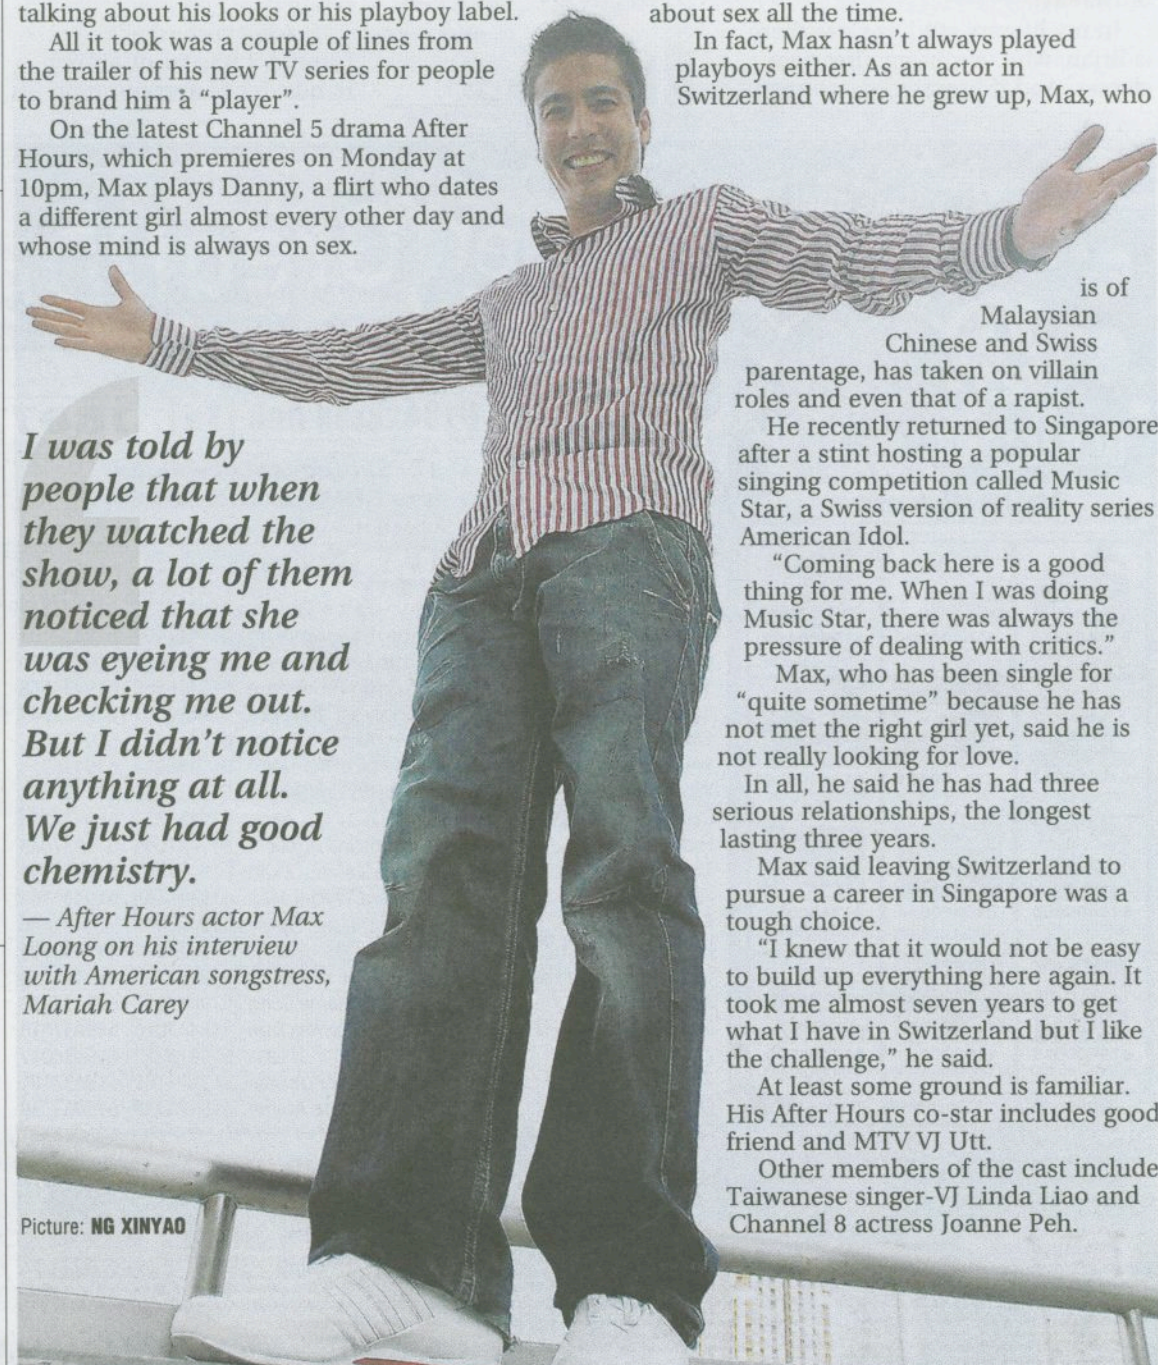 talking about his looks or his playboy label.
All it took was a couple of lines from
the trailer of his new TV series for people
to brand him a “player”.
On the latest Channel 5 drama After
Hours, which premieres on Monday at
10pm, Max plays Danny, a flirt who dates
a different girl almost every other day and
whose mind is always on sex.
I was told by
people that when
they watched the
show, a lot of them
noticed that she
was eyeing me and
checking me out.
But I didn't notice
anything at all.
We just had good
chemistry.
— After Hours actor Max
Loong on his interview
with American songstress,
Mariah Carey
Picture: NG XINYAO
about sex all the time.
In fact, Max hasn't always played
playboys either. As an actor in
Switzerland where he grew up, Max, who
is of
Malaysian
Chinese and Swiss
parentage, has taken on villain
roles and even that of a rapist.
He recently returned to Singapore
after a stint hosting a popular
singing competition called Music
Star, a Swiss version of reality series
American Idol.
“Coming back here is a good
thing for me. When I was doing
Music Star, there was always the
pressure of dealing with critics.”
Max, who has been single for
“quite sometime” because he has
not met the right girl yet, said he is
not really looking for love.
In all, he said he has had three
serious relationships, the longest
lasting three years.
Max said leaving Switzerland to
pursue a career in Singapore was a
tough choice.
“I knew that it would not be easy
to build up everything here again. It
took me almost seven years to get
what I have in Switzerland but I like
the challenge,” he said.
At least some ground is familiar.
His After Hours co-star includes good
friend and MTV VJ Utt.
Other members of the cast include
Taiwanese singer-VJ Linda Liao and
Channel 8 actress Joanne Peh.